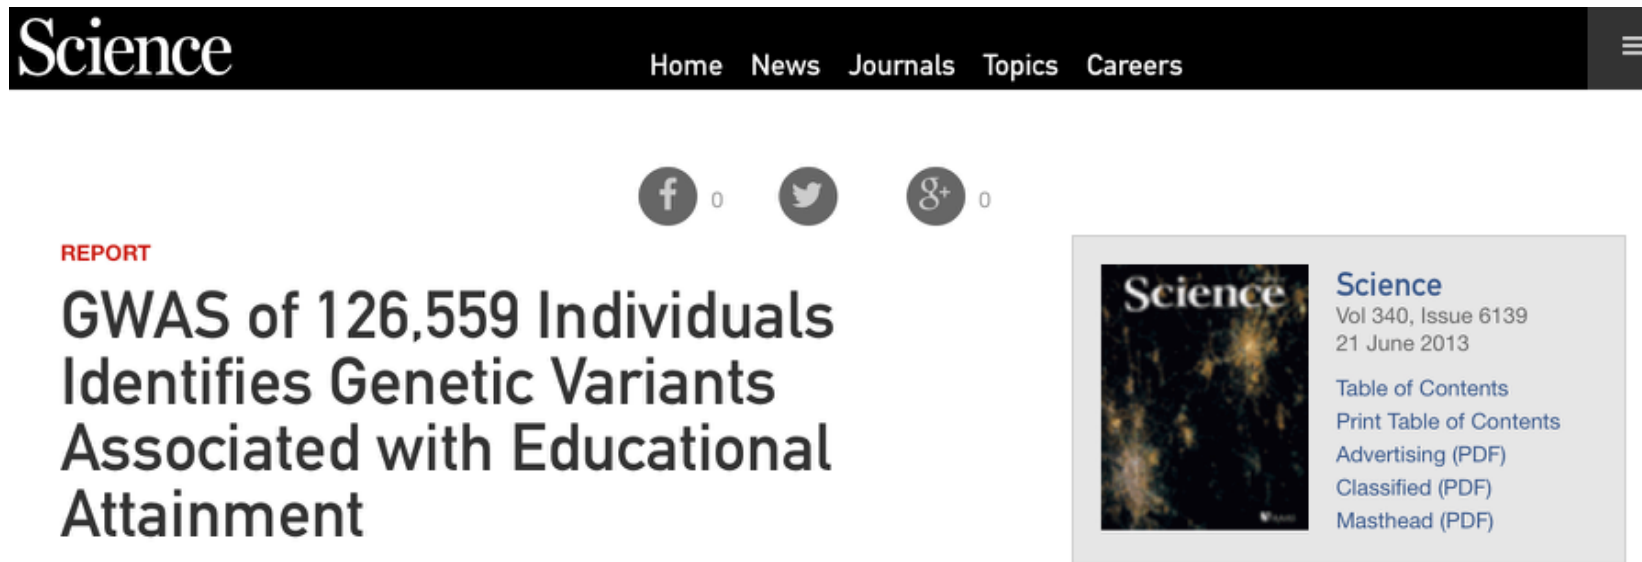 Science
Home News Journals Topics Careers
f 0 g+ 0
REPORT
GWAS of 126,559 Individuals
Identifies Genetic Variants
Associated with Educational
Attainment
Science
Science
Vol 340, Issue 6139
21 June 2013
Table of Contents
Print Table of Contents
Advertising (PDF)
Classified (PDF)
Masthead (PDF)